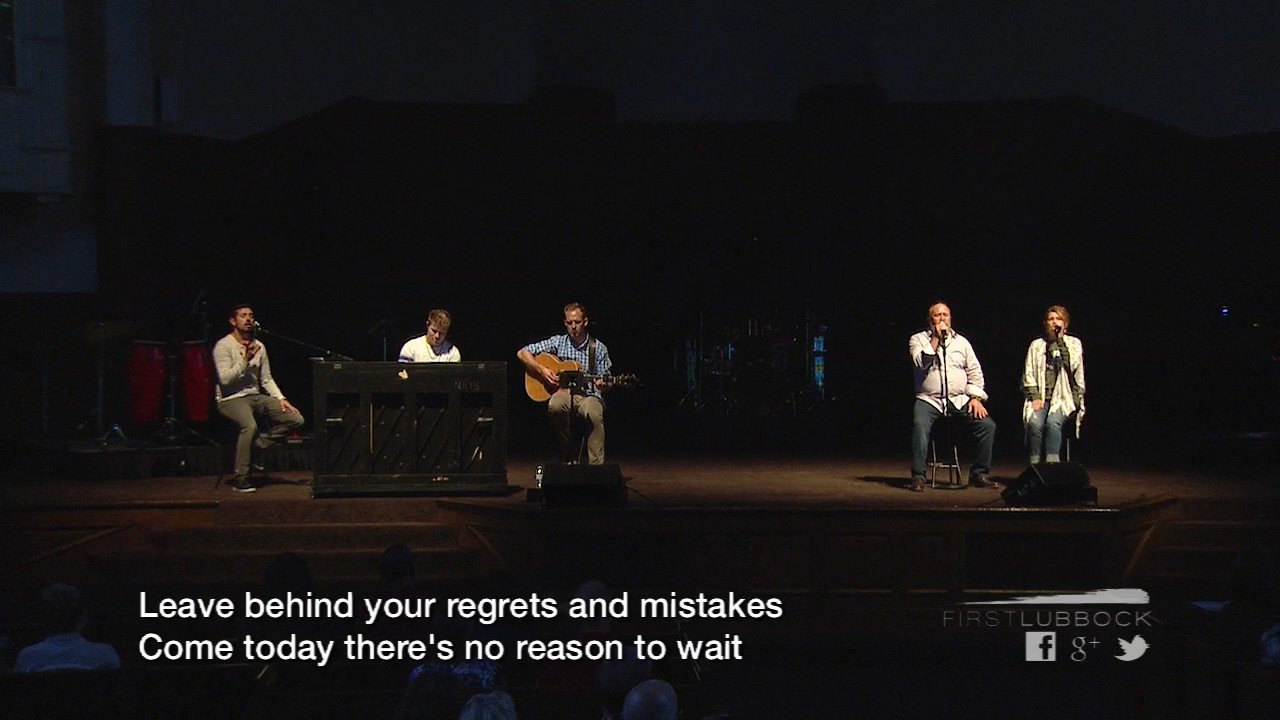 Leave behind your regrets and mistakes
Come today there's no reason to wait
FIRSTLUBBOCK
f g+